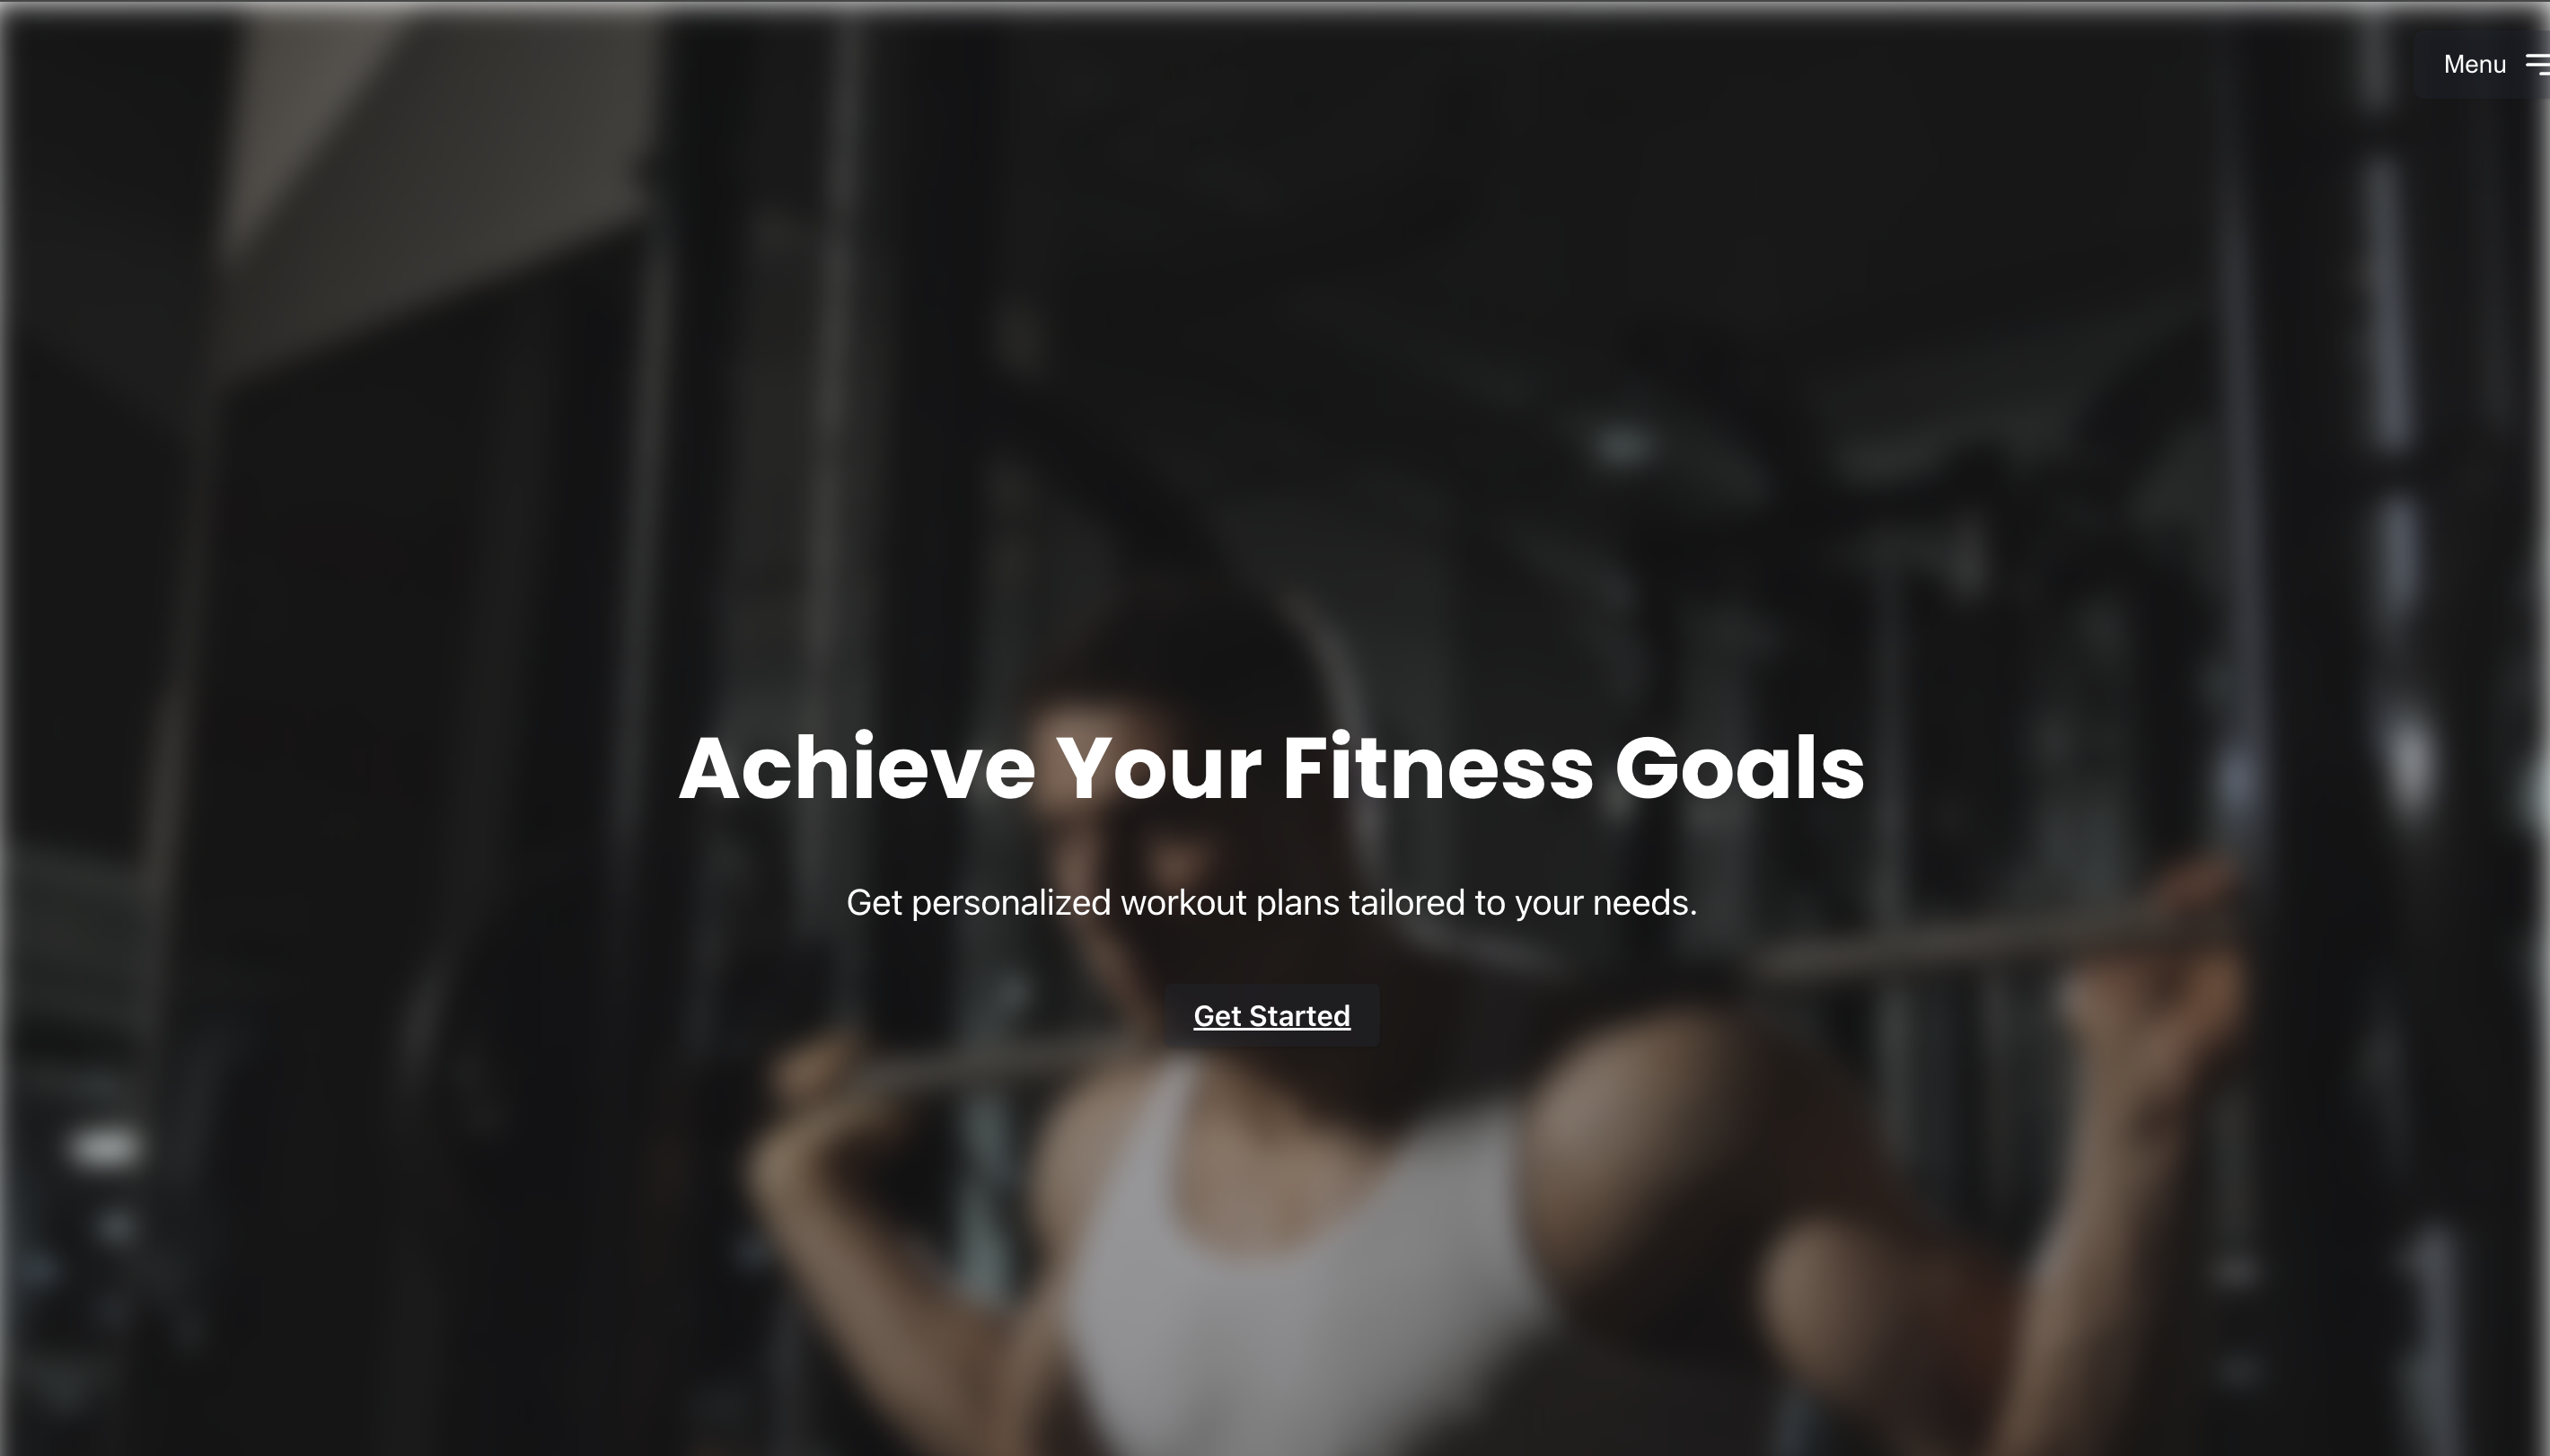 Menu
Achieve Your Fitness Goals
Get personalized workout plans tailored to your needs.
Get Started